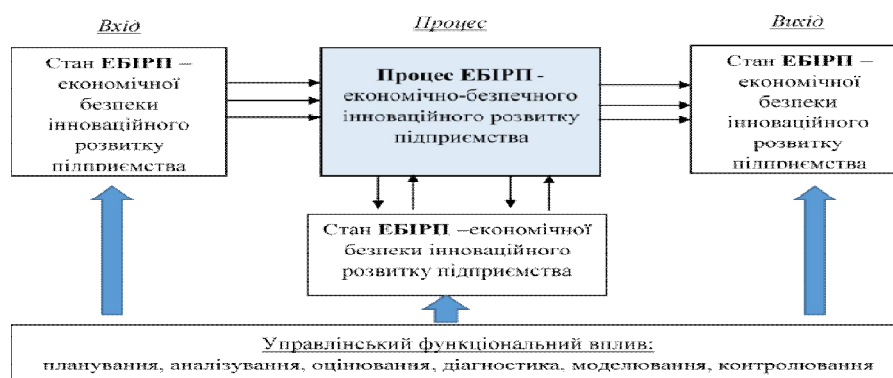 Вхід
Процес
Вихід
Стан ЕБІРП –
економічної
безпеки
інноваційного
розвитку
підприємства
Процес ЕБІРП -
економічно-безпечного
інноваційного розвитку
підприємства
Стан ЕБІРП –
економічної
безпеки
інноваційного
розвитку
підприємства
Стан ЕБІРП –економічної
безпеки інноваційного
розвитку підприємства
Управлінський функціональний вплив:
планування, аналізування, оцінювання, діагностика, моделювання, контролювання